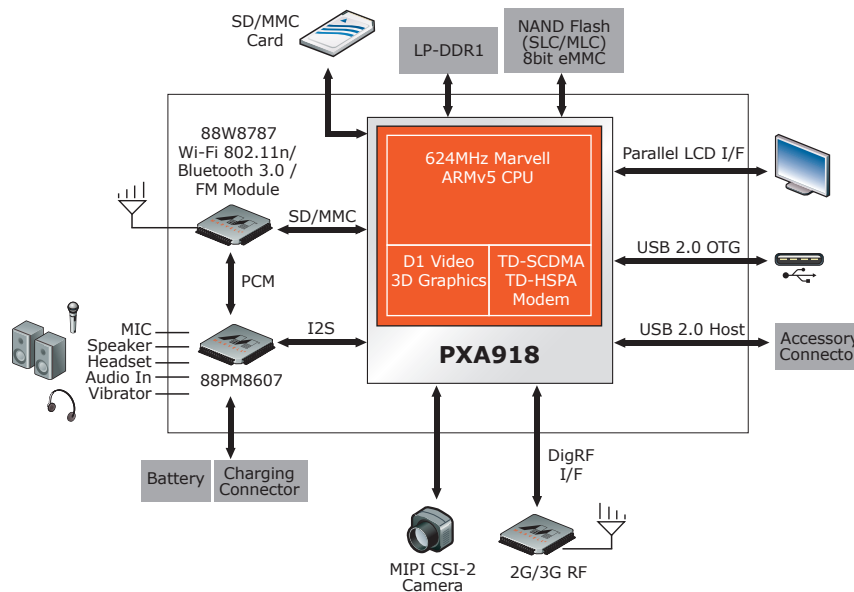 SD/MMC
Card
LP-DDR1
NAND Flash
(SLC/MLC)
8bit eMMC
88W8787
Wi-Fi 802.11n/
Bluetooth 3.0 /
FM Module
624MHz Marvell
ARMv5 CPU
Parallel LCD I/F
SD/MMC
D1 Video
3D Graphics
TD-SCDMA
TD-HSPA
Modem
USB 2.0 OTG
PCM
MIC
Speaker
Headset
Audio In
Vibrator
I2S
88PM8607
PXA918
USB 2.0 Host
Accessory
Connecto
Battery
Charging
Connector
DigRF
I/F
MIPI CSI-2
Camera
2G/3G RF